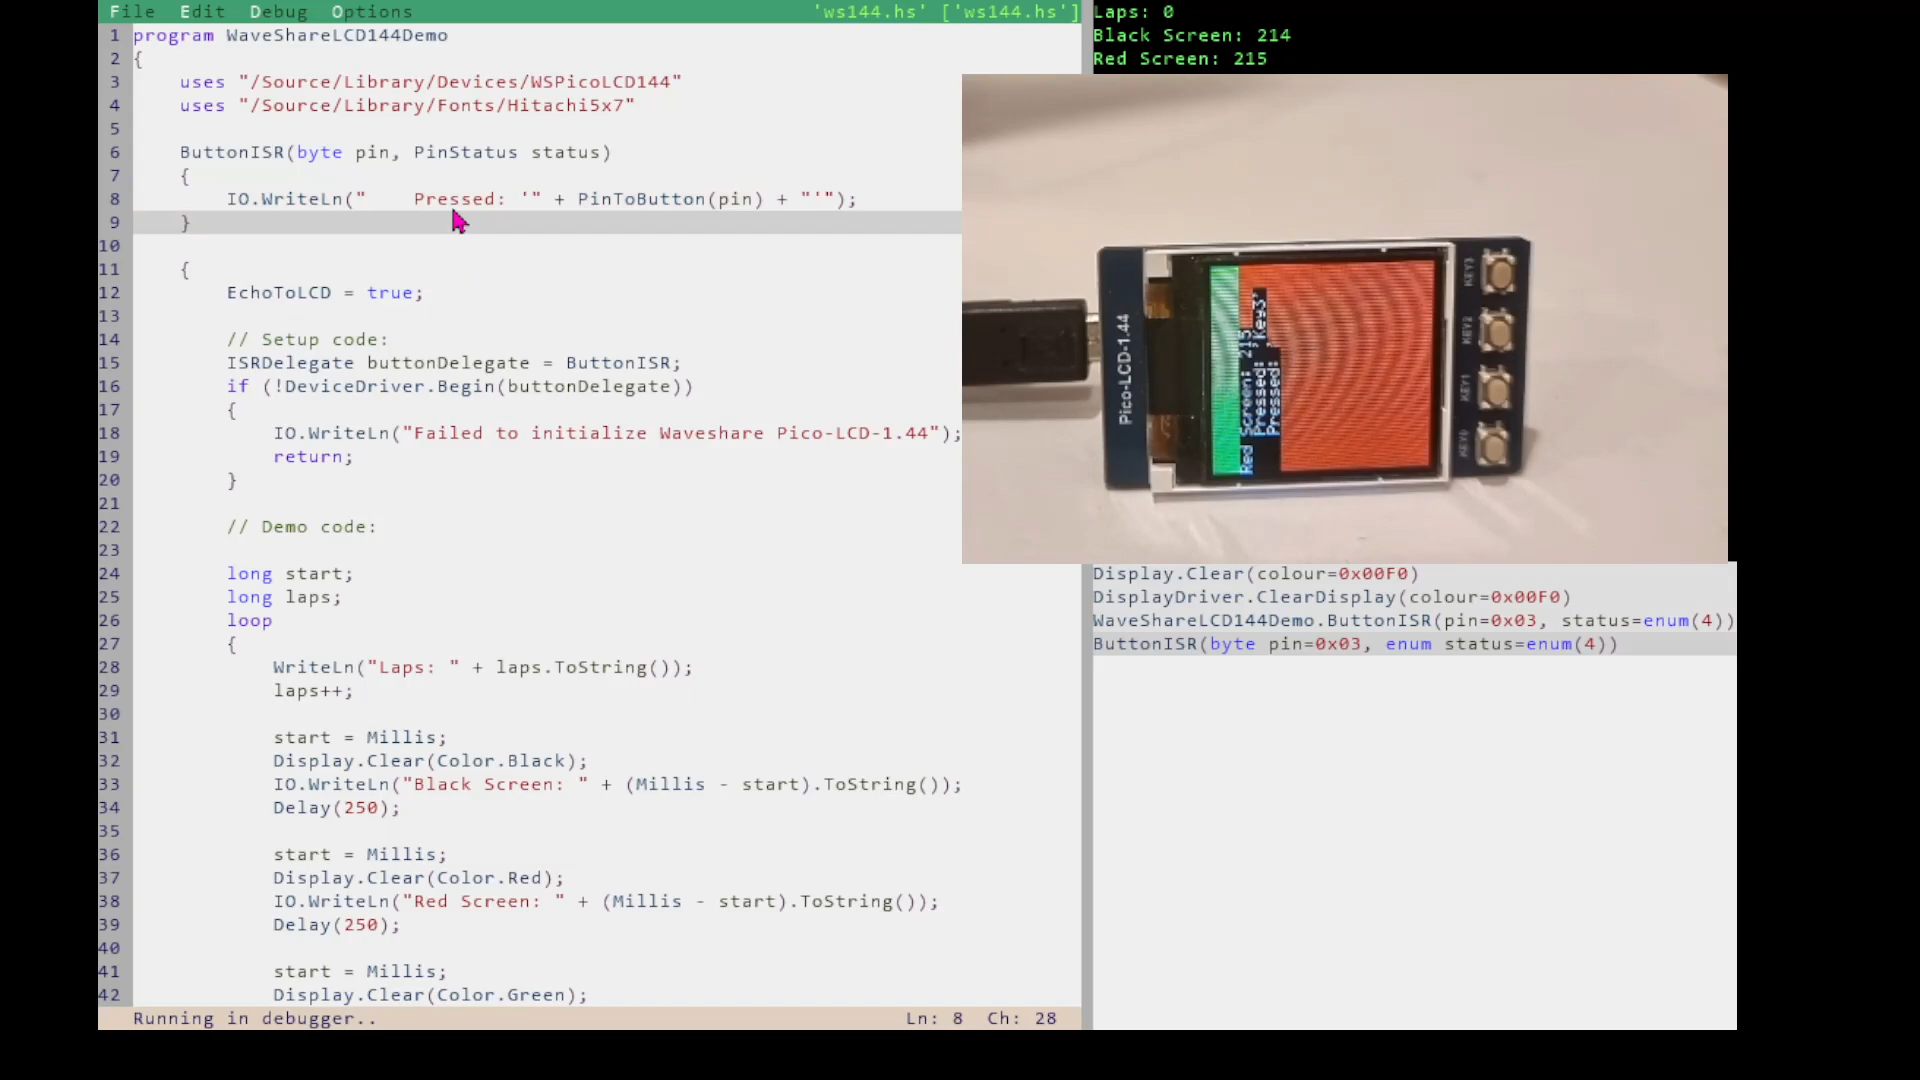 File Edit Debug Options 'ws144.hs' ['ws144.hs']
1 program WaveShareLCD144Demo
2 {
3 uses "/Source/Library/Devices/WSPicoLCD144"
4 uses "/Source/Library/Fonts/Hitachi5x7"
5
6 ButtonISR(byte pin, PinStatus status)
7 {
8 IO.WriteLn("    Pressed: '" + PinToButton(pin) + "'");
9 }
10
11 {
12 EchoToLCD = true;
13
14 // Setup code:
15 ISRDelegate buttonDelegate = ButtonISR;
16 if (!DeviceDriver.Begin(buttonDelegate))
17 {
18 IO.WriteLn("Failed to initialize Waveshare Pico-LCD-1.44");
19 return;
20 }
21
22 // Demo code:
23
24 long start;
25 long laps;
26 loop
27 {
28 WriteLn("Laps: " + laps.ToString());
29 laps++;
30
31 start = Millis;
32 Display.Clear(Color.Black);
33 IO.WriteLn("Black Screen: " + (Millis - start).ToString());
34 Delay(250);
35
36 start = Millis;
37 Display.Clear(Color.Red);
38 IO.WriteLn("Red Screen: " + (Millis - start).ToString());
39 Delay(250);
40
41 start = Millis;
42 Display.Clear(Color.Green);
Running in debugger.. Ln: 8 Ch: 28
Laps: 0
Black Screen: 214
Red Screen: 215
Pico-LCD-1.44
Red Screen: 215
Pressed: 'Key3'
Pressed: '
KEY3
KEY2
KEY1
KEY0
Display.Clear(colour=0x00F0)
DisplayDriver.ClearDisplay(colour=0x00F0)
WaveShareLCD144Demo.ButtonISR(pin=0x03, status=enum(4))
ButtonISR(byte pin=0x03, enum status=enum(4))